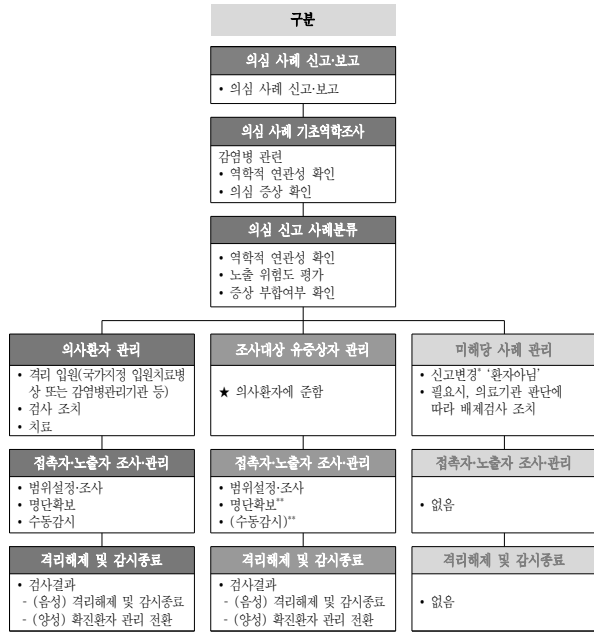 구분
의심 사례 신고·보고
• 의심 사례 신고·보고
의심 사례 기초역학조사
감염병 관련
• 역학적 연관성 확인
• 의심 증상 확인
의심 신고 사례분류
• 역학적 연관성 확인
• 노출 위험도 평가
• 증상 부합여부 확인
의사환자 관리
• 격리 입원(국가지정 입원치료병
상 또는 감염병관리기관 등)
• 검사 조치
• 치료
접촉자·노출자 조사·관리
• 범위설정·조사
• 명단확보
• 수동감시
격리해제 및 감시종료
• 검사결과
- (음성) 격리해제 및 감시종료
- (양성) 확진환자 관리 전환
조사대상 유증상자 관리
★ 의사환자에 준함
접촉자·노출자 조사·관리
• 범위설정·조사
• 명단확보**
• (수동감시)**
격리해제 및 감시종료
• 검사결과
- (음성) 격리해제 및 감시종료
- (양성) 확진환자 관리 전환
미해당 사례 관리
• 신고변경* ‘환자아님’
• 필요시, 의료기관 판단에
따라 배제검사 조치
접촉자·노출자 조사·관리
• 없음
격리해제 및 감시종료
• 없음